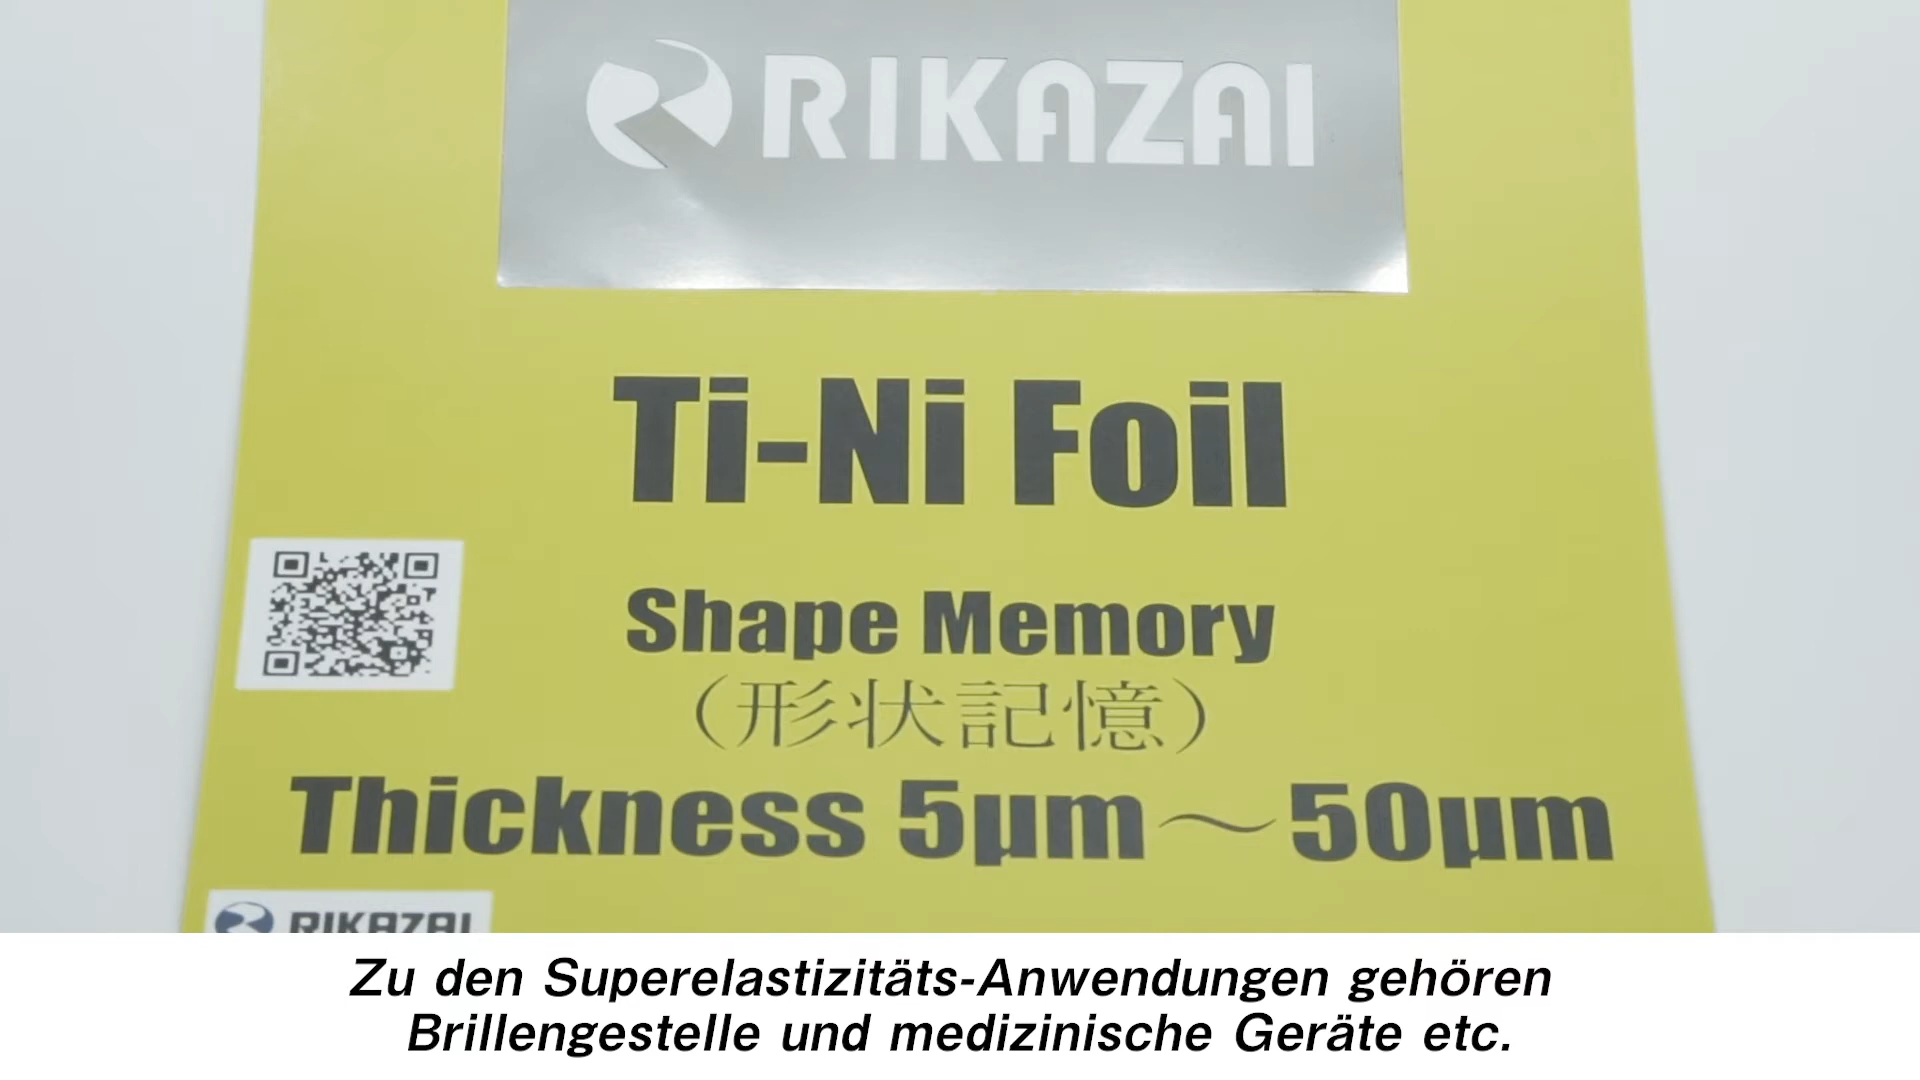 RIKAZAI
Ti-Ni Foil
Shape Memory
（形状記憶）
Thickness 5µm～50µm
RIKAZAI
Zu den Superelastizitäts-Anwendungen gehören
Brillengestelle und medizinische Geräte etc.